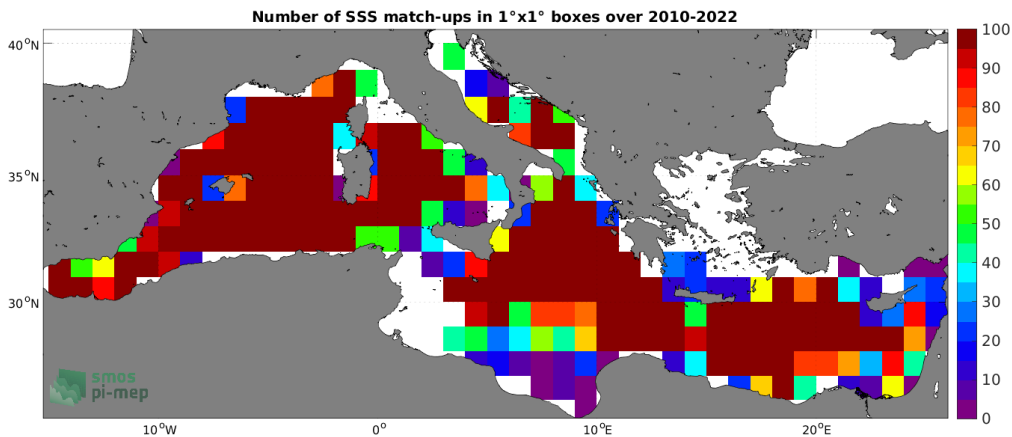 Number of SSS match-ups in 1°x1° boxes over 2010-2022
40°N
35°N
30°N
10°W
0°
10°E
20°E
100
90
80
70
60
50
40
30
20
10
0
smos
pi-mep